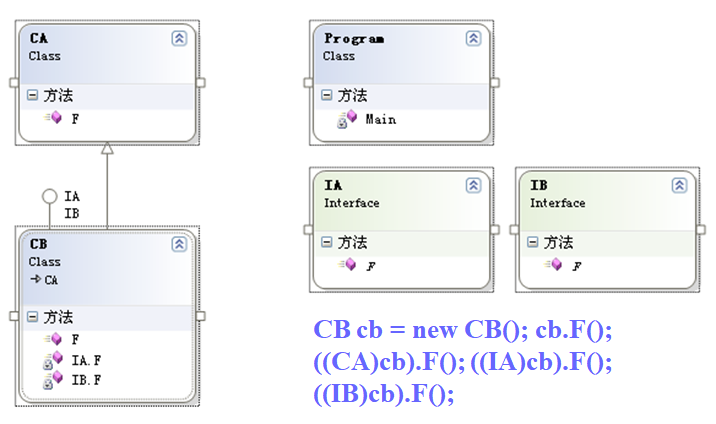 CA
Class
方法
F
Program
Class
方法
Main
IA
IB
CB
Class
CA
方法
F
IA.F
IB.F
IA
Interface
方法
F
IB
Interface
方法
F
CB cb = new CB(); cb.F();
((CA)cb).F(); ((IA)cb).F();
((IB)cb).F();